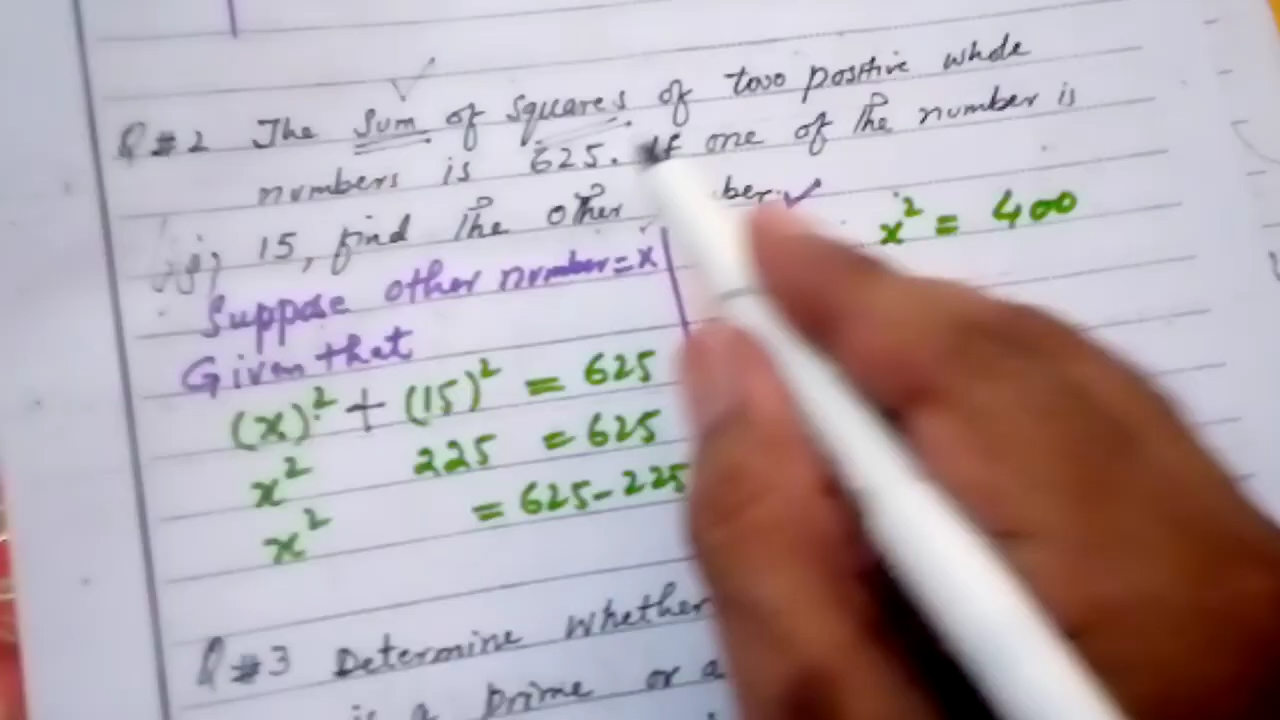 Q#2 The Sum of squares of two positive whole
numbers is 625. If one of the number is
15, find the other ber.
Suppose other number = x
Given that
(x)² + (15)² = 625
x² 225 = 625
x² = 625-225
x² = 400
Q#3 Determine whether
is a prime or a